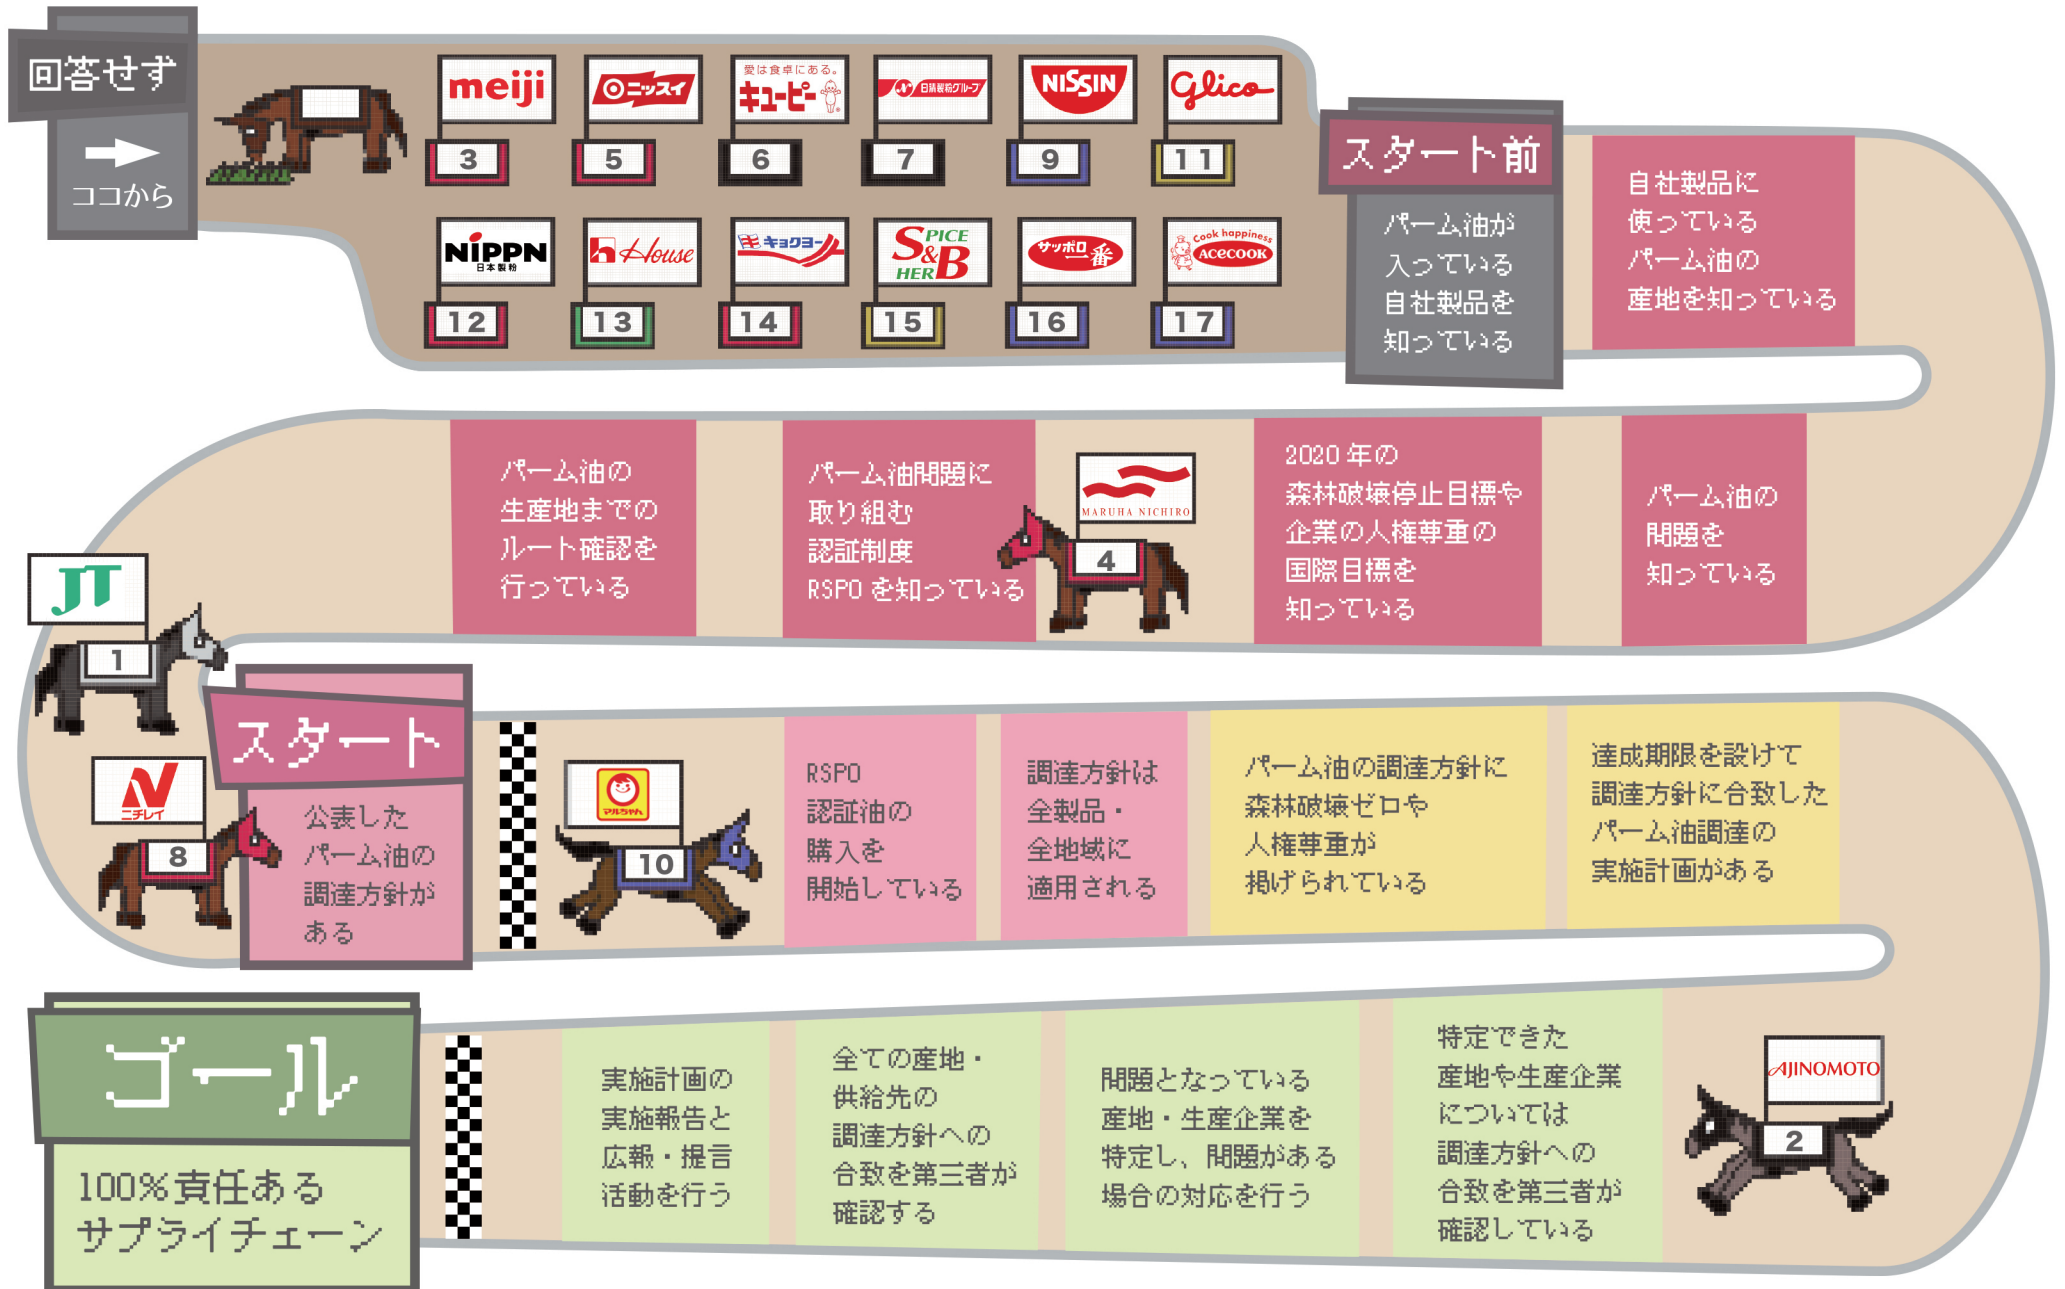 回答せず
ココから
meiji
3
ニッスイ
5
愛は食卓にある。
キユーピー
6
日清製粉グループ
7
NISSIN
9
Glico
11
NIPPN
日本製粉
12
House
13
キョクヨー
14
SPICE
&
HERB
15
サッポロ
一番
16
Cook happiness
ACECOOK
17
スタート前
パーム油が
入っている
自社製品を
知っている
自社製品に
使っている
パーム油の
産地を知っている
パーム油の
問題を
知っている
2020年の
森林破壊停止目標や
企業の人権尊重の
国際目標を
知っている
MARUHA NICHIRO
4
パーム油問題に
取り組む
認証制度
RSPOを知っている
パーム油の
生産地までの
ルート確認を
行っている
JT
1
ニチレイ
8
スタート
公表した
パーム油の
調達方針が
ある
マルちゃん
10
RSPO
認証油の
購入を
開始している
調達方針は
全製品・
全地域に
適用される
パーム油の調達方針に
森林破壊ゼロや
人権尊重が
掲げられている
達成期限を設けて
調達方針に合致した
パーム油調達の
実施計画がある
AJINOMOTO
2
特定できた
産地や生産企業
については
調達方針への
合致を第三者が
確認している
問題となっている
産地・生産企業を
特定し、問題がある
場合の対応を行う
全ての産地・
供給先の
調達方針への
合致を第三者が
確認する
実施計画の
実施報告と
広報・提言
活動を行う
ゴール
100%責任ある
サプライチェーン